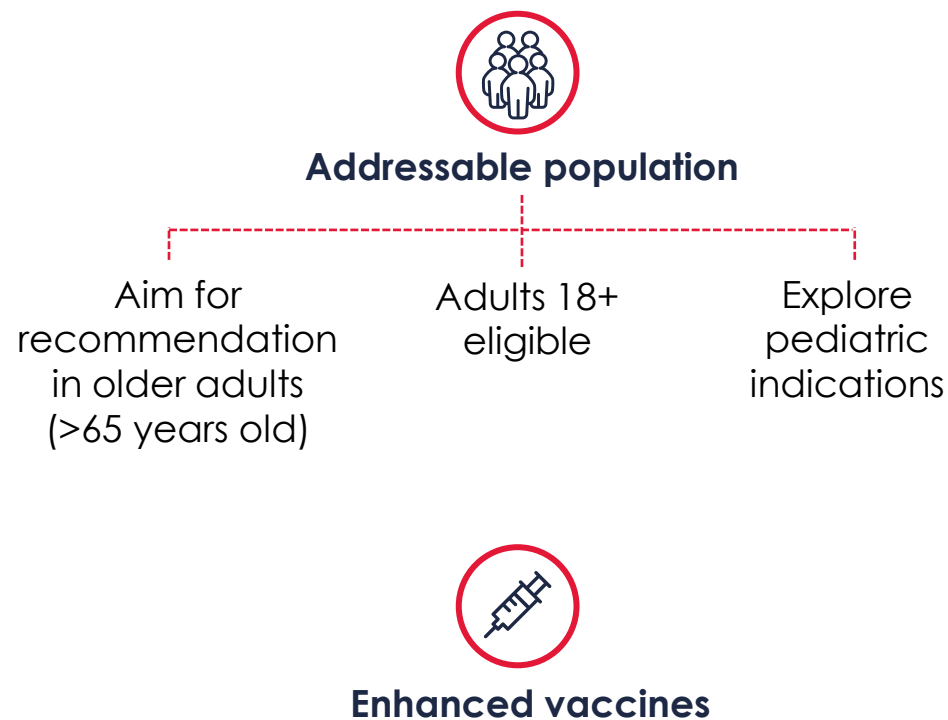 Addressable population
Aim for
recommendation
in older adults
(>65 years old)
Adults 18+
eligible
Explore
pediatric
indications
Enhanced vaccines